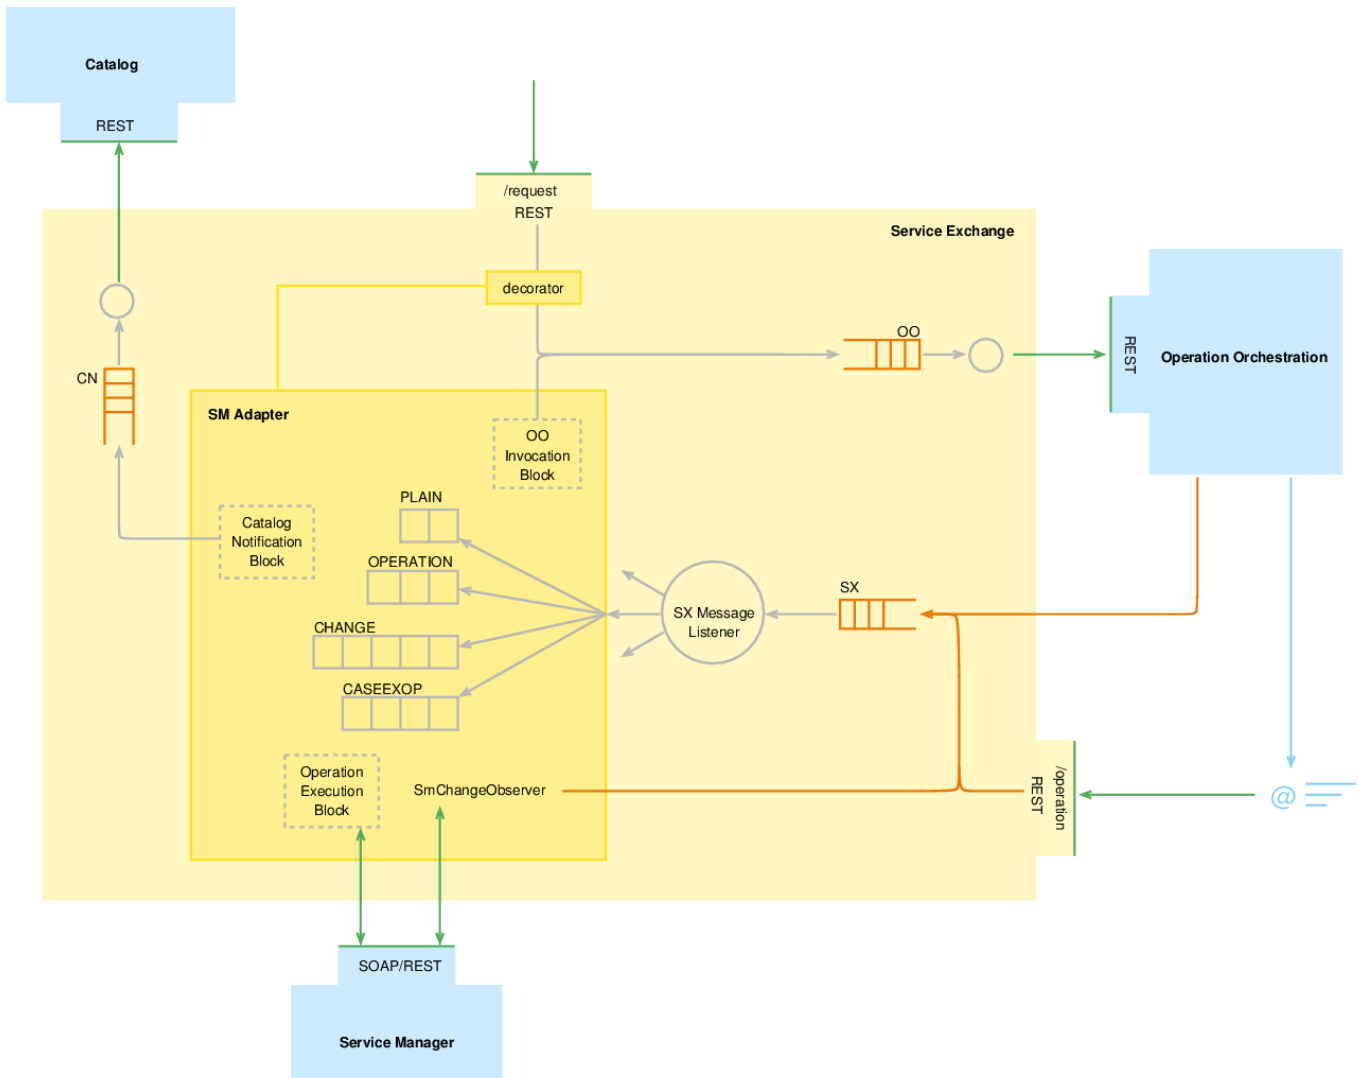 Catalog
REST
/request
REST
Service Exchange
decorator
OO
REST
Operation Orchestration
CN
SM Adapter
OO
Invocation
Block
PLAIN
Catalog
Notification
Block
OPERATION
SX
SX Message
Listener
CHANGE
CASEEXOP
Operation
Execution
Block
SmChangeObserver
/operation
REST
@
SOAP/REST
Service Manager